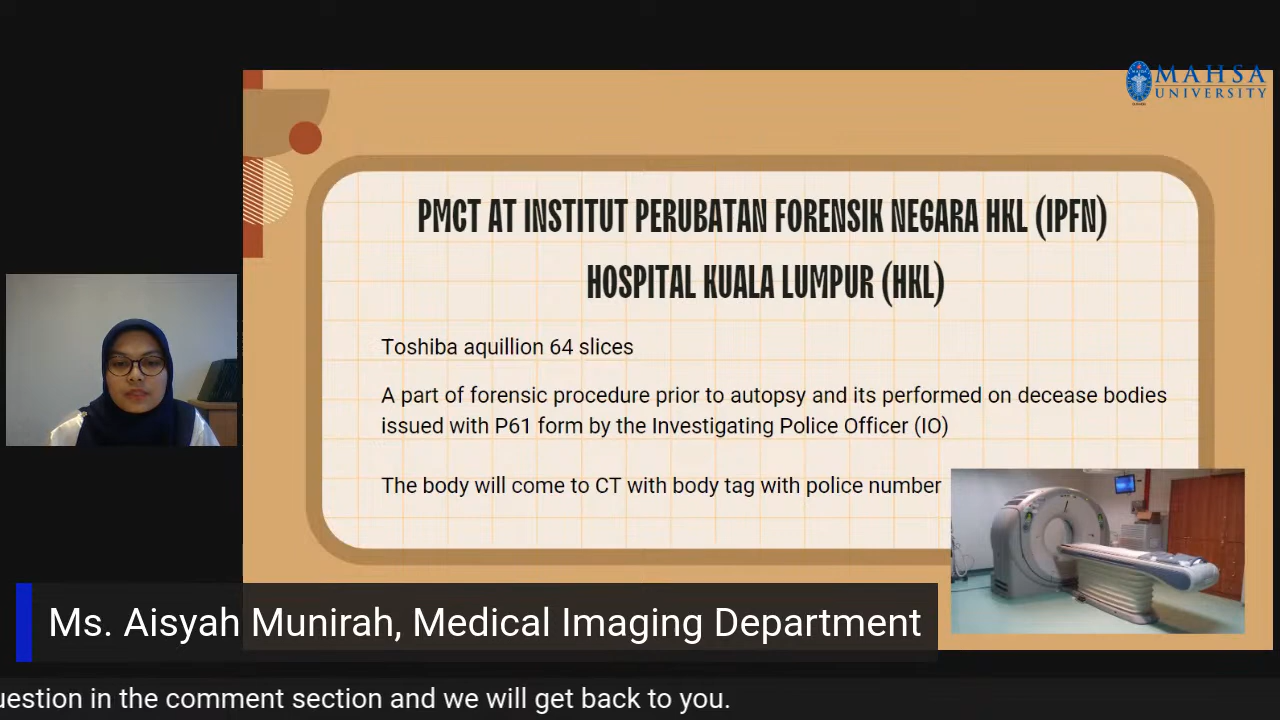 MAHSA
UNIVERSITY
PMCT AT INSTITUT PERUBATAN FORENSIK NEGARA HKL (IPFN)
HOSPITAL KUALA LUMPUR (HKL)
Toshiba aquillion 64 slices
A part of forensic procedure prior to autopsy and its performed on decease bodies
issued with P61 form by the Investigating Police Officer (IO)
The body will come to CT with body tag with police number
Ms. Aisyah Munirah, Medical Imaging Department
uestion in the comment section and we will get back to you.